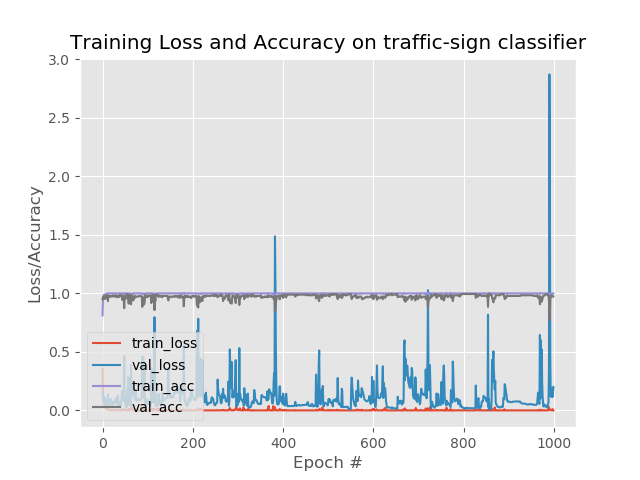 Training Loss and Accuracy on traffic-sign classifier
3.0
2.5
2.0
1.5
1.0
0.5
0.0
Loss/Accuracy
train_loss
val_loss
train_acc
val_acc
0 200 400 600 800 1000
Epoch #